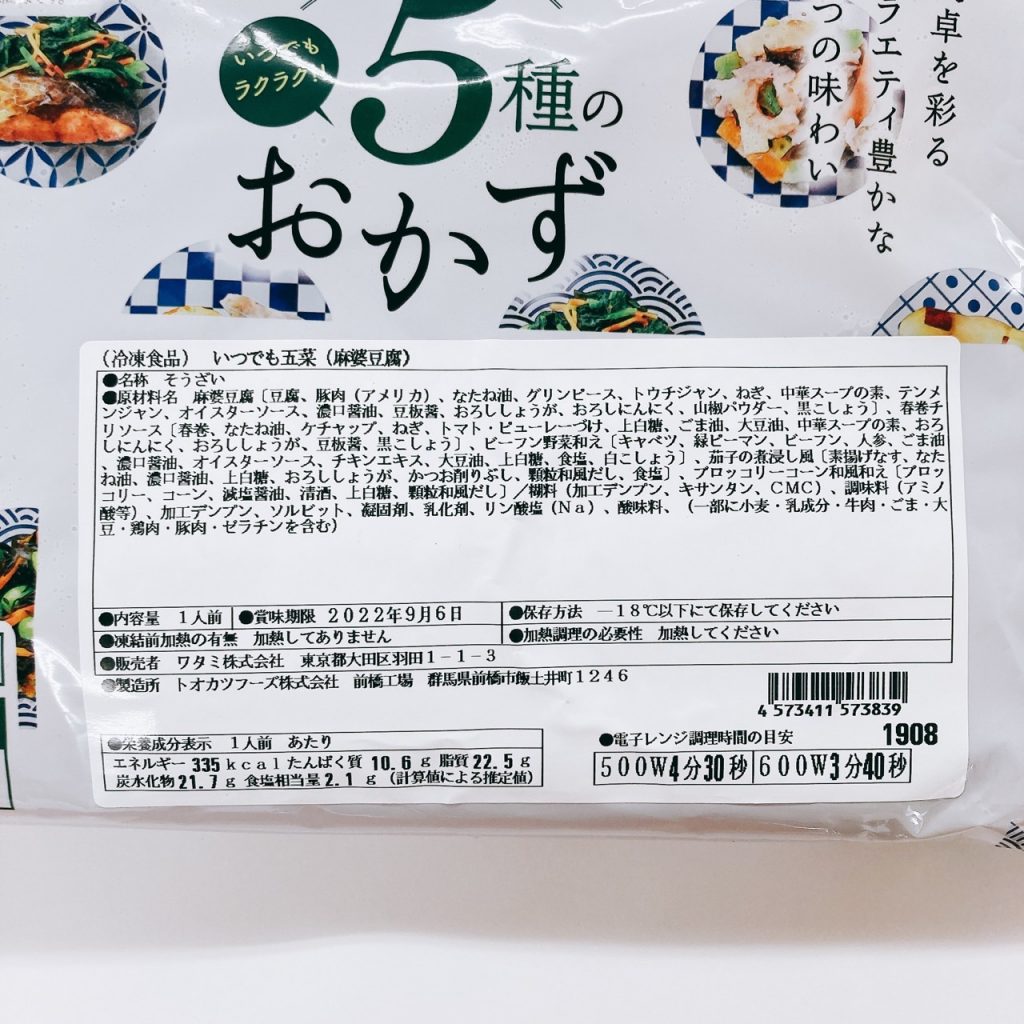 いつでも
ラクラク!!
5種の
おかず
卓を彩る
ラエティ豊かな
つの味わい
（冷凍食品）　いつでも五菜（麻婆豆腐）
●名称　そうざい
●原材料名　麻婆豆腐〔豆腐、豚肉（アメリカ）、なたね油、グリンピース、トウチジャン、ねぎ、中華スープの素、テンメ
ンジャン、オイスターソース、濃口醤油、豆板醤、おろししょうが、おろしにんにく、山椒パウダー、黒こしょう〕、春巻チ
リソース〔春巻、なたね油、ケチャップ、ねぎ、トマト・ピューレーづけ、上白糖、ごま油、大豆油、中華スープの素、おろ
しにんにく、おろししょうが、豆板醤、黒こしょう〕、ビーフン野菜和え〔キャベツ、緑ピーマン、ビーフン、人参、ごま油
、濃口醤油、オイスターソース、チキンエキス、大豆油、上白糖、食塩、白こしょう〕、茄子の煮浸し風〔素揚げなす、なた
ね油、濃口醤油、上白糖、おろししょうが、かつお削りぶし、顆粒和風だし、食塩〕、ブロッコリーコーン和風和え〔ブロッ
コリー、コーン、減塩醤油、清酒、上白糖、顆粒和風だし〕／糊料（加工デンプン、キサンタン、ＣＭＣ）、調味料（アミノ
酸等）、加工デンプン、ソルビット、凝固剤、乳化剤、リン酸塩（Ｎａ）、酸味料、（一部に小麦・乳成分・牛肉・ごま・大
豆・鶏肉・豚肉・ゼラチンを含む）
●内容量　１人前　●賞味期限　２０２２年９月６日　●保存方法　－１８℃以下にて保存してください
●凍結前加熱の有無　加熱してありません　●加熱調理の必要性　加熱してください
●販売者　ワタミ株式会社　東京都大田区羽田１－１－３
●製造所　トオカツフーズ株式会社　前橋工場　群馬県前橋市飯土井町１２４６
4 573411 573839
●栄養成分表示　１人前　あたり
エネルギー 335 ｋｃａｌ たんぱく質 10.6 ｇ 脂質 22.5 ｇ
炭水化物 21.7 ｇ 食塩相当量 2.1 ｇ（計算値による推定値）
●電子レンジ調理時間の目安　1908
500W 4分30秒　600W 3分40秒